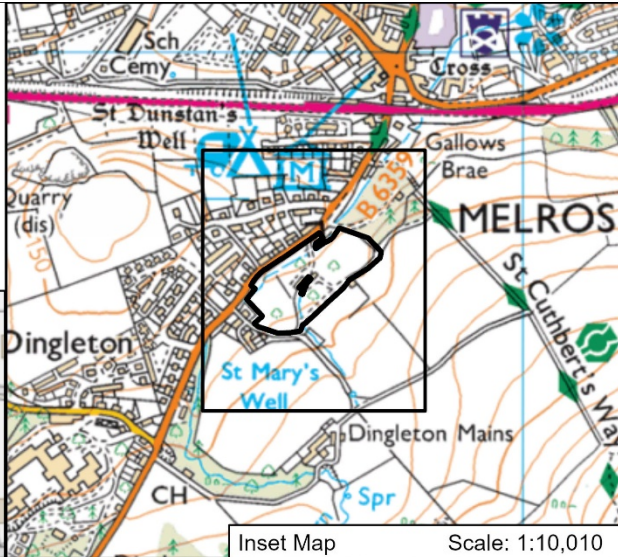 Sch
Cemy
Cross
St Dunstan's
Well
Gallows
Brae
M
B 6359
Quarry
(dis)
150
MELROS
St Cuthbert's Way
Dingleton
St Mary's
Well
Dingleton Mains
CH
Spr
Inset Map Scale: 1:10,010